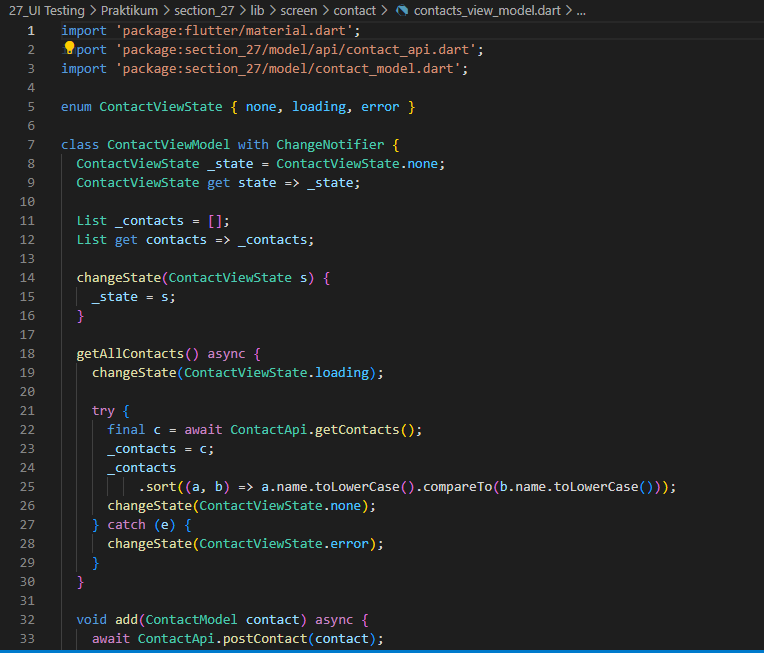 27_UI Testing > Praktikum > section_27 > lib > screen > contact > contacts_view_model.dart > ...
1 import 'package:flutter/material.dart';
2 import 'package:section_27/model/api/contact_api.dart';
3 import 'package:section_27/model/contact_model.dart';
4
5 enum ContactViewState { none, loading, error }
6
7 class ContactViewModel with ChangeNotifier {
8 ContactViewState _state = ContactViewState.none;
9 ContactViewState get state => _state;
10
11 List _contacts = [];
12 List get contacts => _contacts;
13
14 changeState(ContactViewState s) {
15 _state = s;
16 }
17
18 getAllContacts() async {
19 changeState(ContactViewState.loading);
20
21 try {
22 final c = await ContactApi.getContacts();
23 _contacts = c;
24 _contacts
25 .sort((a, b) => a.name.toLowerCase().compareTo(b.name.toLowerCase()));
26 changeState(ContactViewState.none);
27 } catch (e) {
28 changeState(ContactViewState.error);
29 }
30 }
31
32 void add(ContactModel contact) async {
33 await ContactApi.postContact(contact);